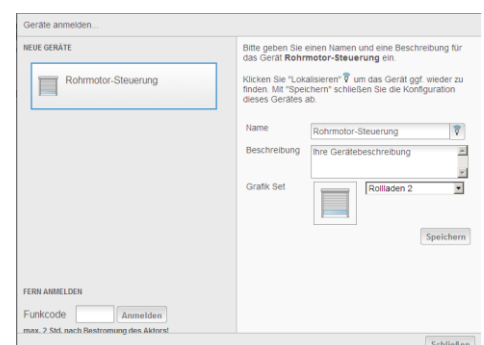 Geräte anmelden...
NEUE GERÄTE
Rohrmotor-Steuerung
Bitte geben Sie einen Namen und eine Beschreibung für
das Gerät Rohrmotor-Steuerung ein.
Klicken Sie "Lokalisieren" um das Gerät ggf. wieder zu
finden. Mit "Speichern" schließen Sie die Konfiguration
dieses Gerätes ab.
Name
Rohrmotor-Steuerung
Beschreibung
Ihre Gerätebeschreibung
Grafik Set
Rollladen 2
Speichern
FERN ANMELDEN
Funkcode
Anmelden
max. 2 Std. nach Bestromung des Aktors!
Schließen